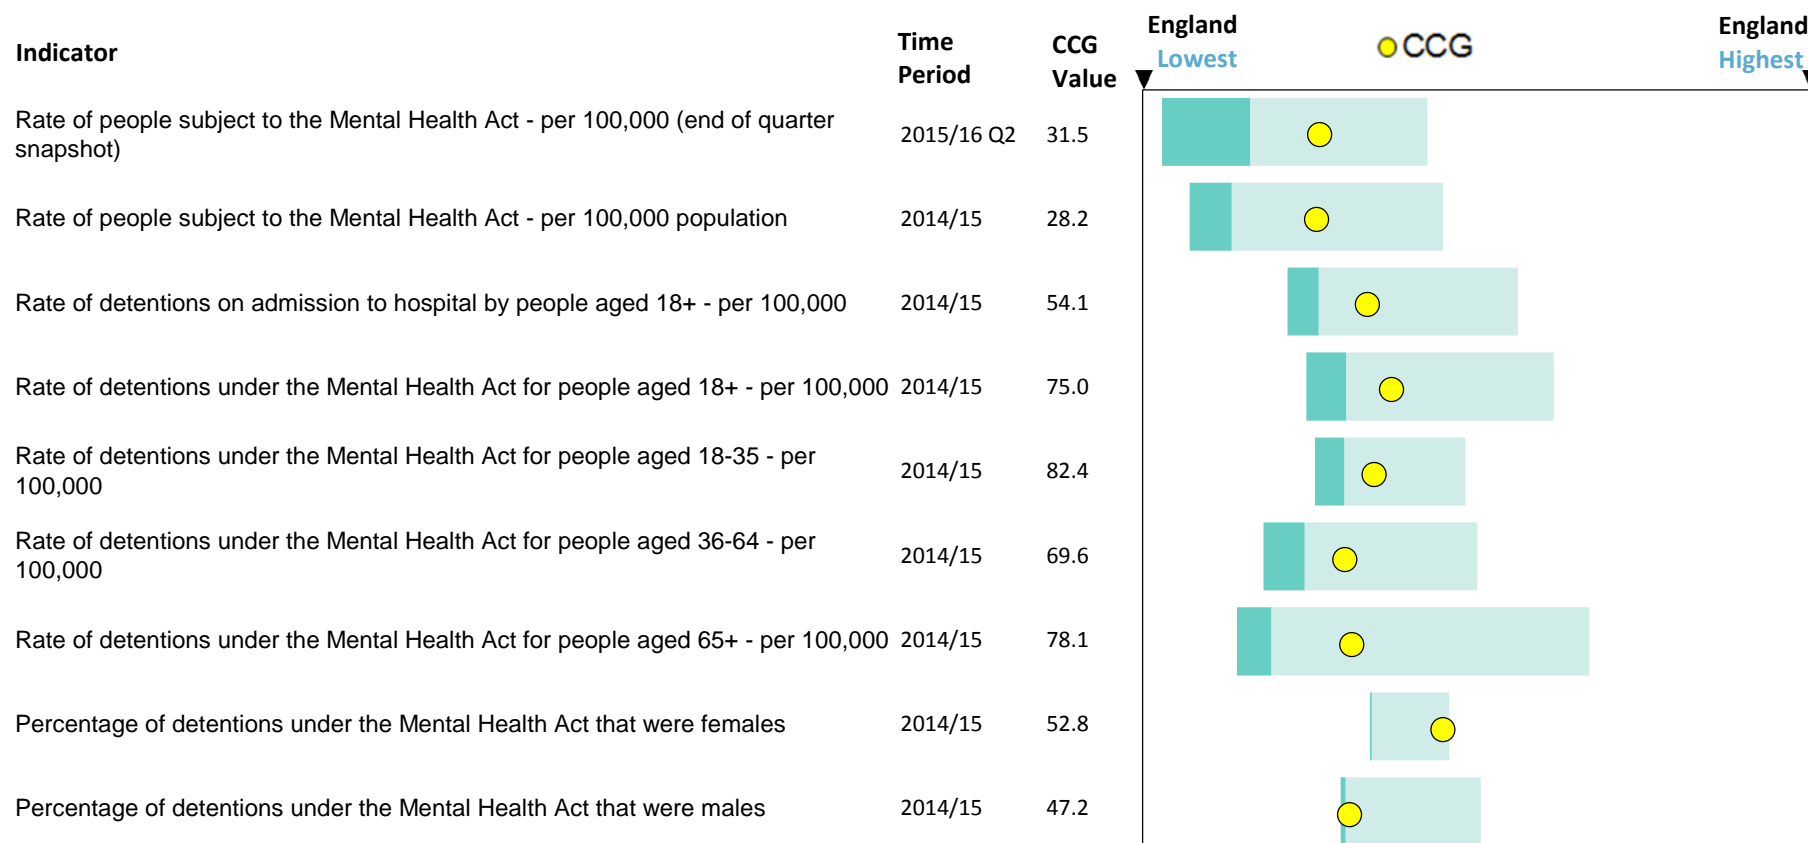 Indicator
Time
Period
CCG
Value
England
Lowest
CCG
England
Highest
Rate of people subject to the Mental Health Act - per 100,000 (end of quarter
snapshot)
2015/16 Q2
31.5
Rate of people subject to the Mental Health Act - per 100,000 population
2014/15
28.2
Rate of detentions on admission to hospital by people aged 18+ - per 100,000
2014/15
54.1
Rate of detentions under the Mental Health Act for people aged 18+ - per 100,000
2014/15
75.0
Rate of detentions under the Mental Health Act for people aged 18-35 - per
100,000
2014/15
82.4
Rate of detentions under the Mental Health Act for people aged 36-64 - per
100,000
2014/15
69.6
Rate of detentions under the Mental Health Act for people aged 65+ - per 100,000
2014/15
78.1
Percentage of detentions under the Mental Health Act that were females
2014/15
52.8
Percentage of detentions under the Mental Health Act that were males
2014/15
47.2